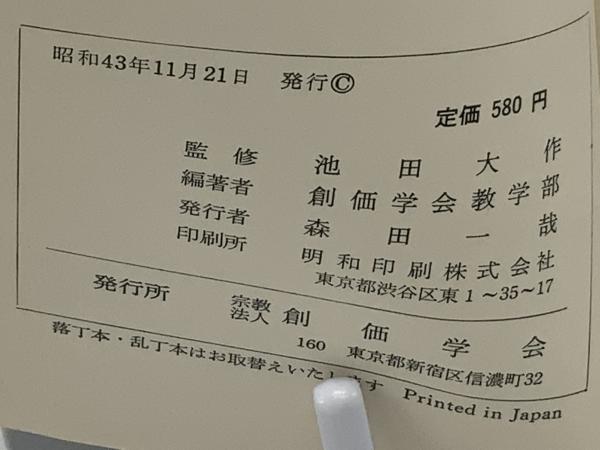 昭和43年11月21日　発行©
定価 580 円
監修　池田大作
編著者　創価学会教学部
発行者　森田一哉
印刷所　明和印刷株式会社
東京都渋谷区東1～35～17
発行所　宗教法人　創価学会
160　東京都新宿区信濃町32
落丁本・乱丁本はお取替えいたします　Printed in Japan